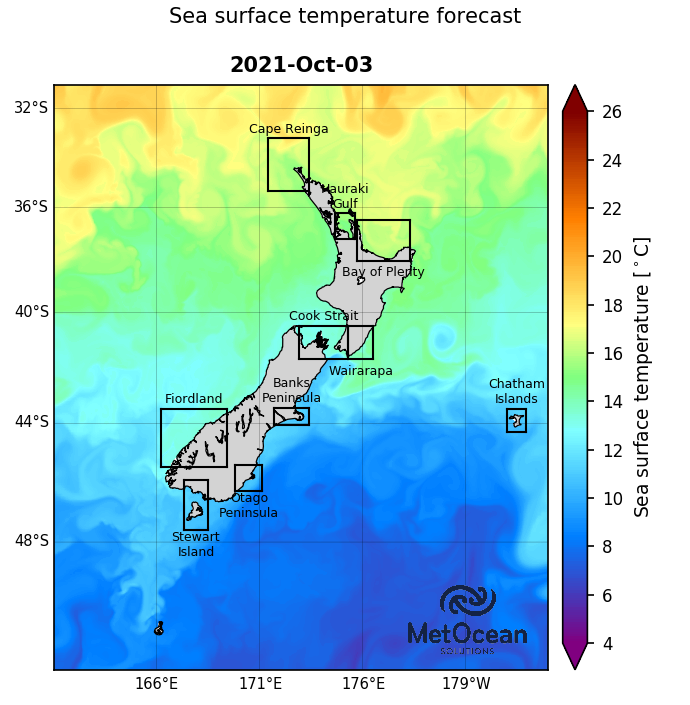 Sea surface temperature forecast
2021-Oct-03
32°S
36°S
40°S
44°S
48°S
Cape Reinga
Hauraki
Gulf
Bay of Plenty
Cook Strait
Wairarapa
Banks
Peninsula
Fiordland
Chatham
Islands
Otago
Peninsula
Stewart
Island
MetOcean
SOLUTIONS
166°E
171°E
176°E
179°W
26
24
22
20
18
16
14
12
10
8
6
4
Sea surface temperature [°C]